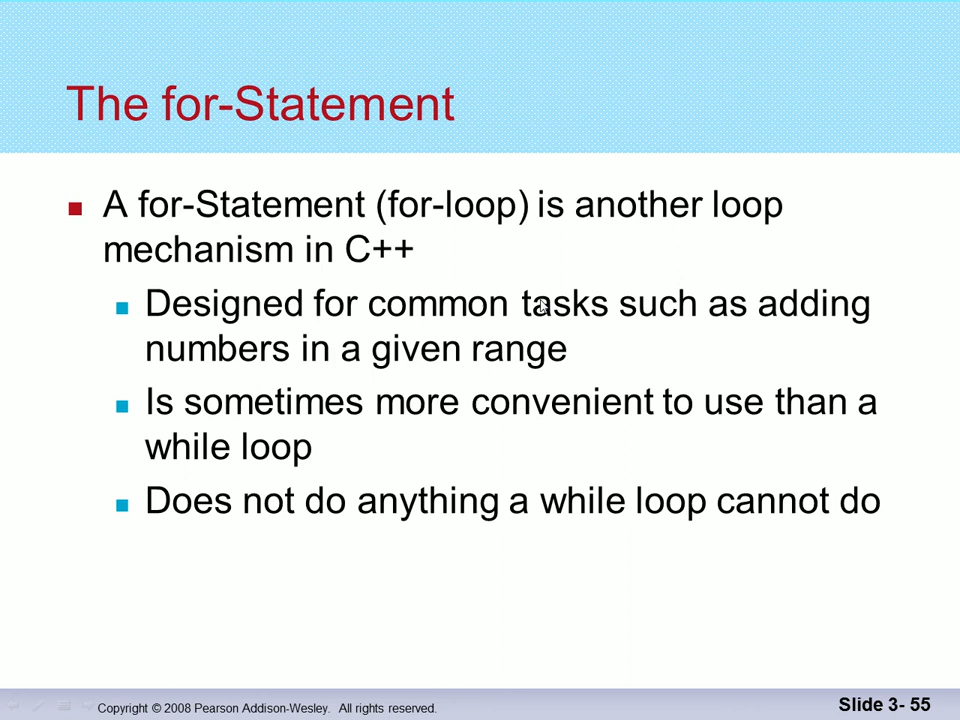 The for-Statement
A for-Statement (for-loop) is another loop
mechanism in C++
Designed for common tasks such as adding
numbers in a given range
Is sometimes more convenient to use than a
while loop
Does not do anything a while loop cannot do
Copyright © 2008 Pearson Addison-Wesley. All rights reserved.
Slide 3- 55